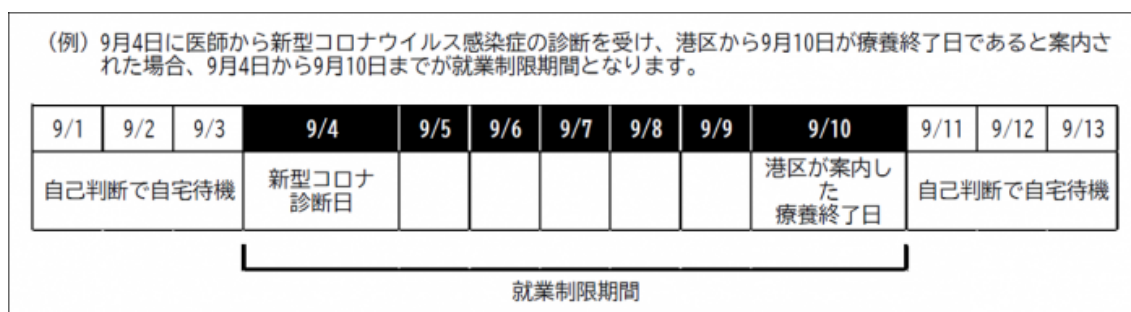 (例)9月4日に医師から新型コロナウイルス感染症の診断を受け、港区から9月10日が療養終了日であると案内さ
れた場合、9月4日から9月10日までが就業制限期間となります。
9/1 9/2 9/3 9/4 9/5 9/6 9/7 9/8 9/9 9/10 9/11 9/12 9/13
自己判断で自宅待機
新型コロナ
診断日
港区が案内し
た
療養終了日
自己判断で自宅待機
就業制限期間